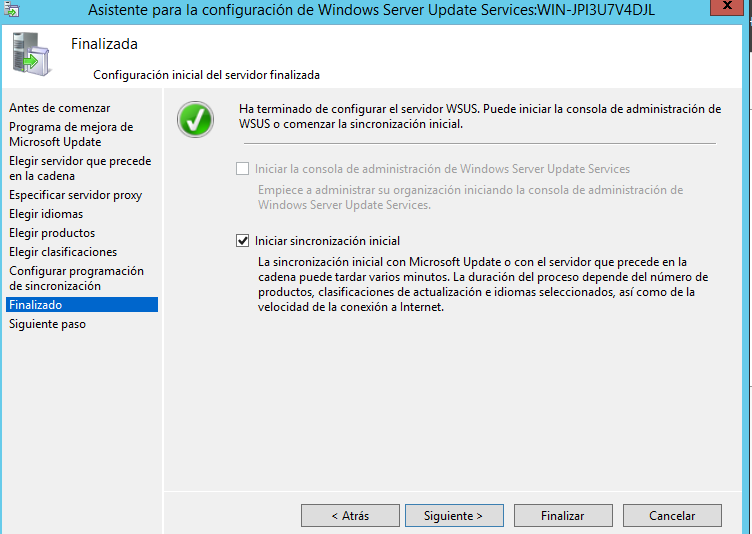 Asistente para la configuración de Windows Server Update Services:WIN-JPI3U7V4DJL
X
Finalizada
Configuración inicial del servidor finalizada
Antes de comenzar
Programa de mejora de
Microsoft Update
Elegir servidor que precede
en la cadena
Especificar servidor proxy
Elegir idiomas
Elegir productos
Elegir clasificaciones
Configurar programación
de sincronización
Finalizado
Siguiente paso
Ha terminado de configurar el servidor WSUS. Puede iniciar la consola de administración de
WSUS o comenzar la sincronización inicial.
Iniciar la consola de administración de Windows Server Update Services
Empiece a administrar su organización iniciando la consola de administración de
Windows Server Update Services.
Iniciar sincronización inicial
La sincronización inicial con Microsoft Update o con el servidor que precede en la
cadena puede tardar varios minutos. La duración del proceso depende del número de
productos, clasificaciones de actualización e idiomas seleccionados, así como de la
velocidad de la conexión a Internet.
< Atrás
Siguiente >
Finalizar
Cancelar